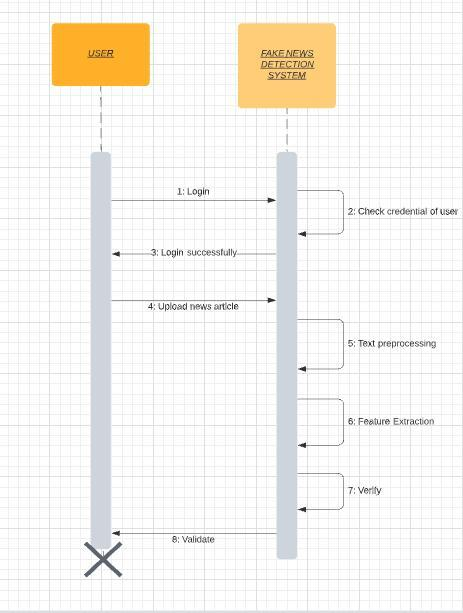 USER
FAKE NEWS
DETECTION
SYSTEM
1: Login
2: Check credential of user
3: Login successfully
4: Upload news article
5: Text preprocessing
6: Feature Extraction
7: Verify
8: Validate